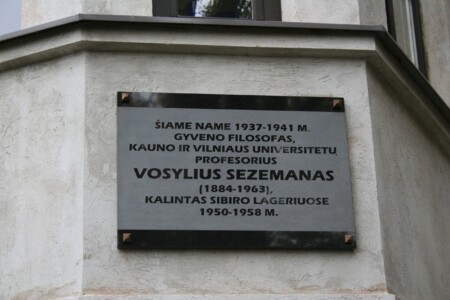 ŠIAME NAME 1937-1941 M.
GYVENO FILOSOFAS,
KAUNO IR VILNIAUS UNIVERSITETŲ
PROFESORIUS
VOSYLIUS SEZEMANAS
(1884-1963),
KALINTAS SIBIRO LAGERIUOSE
1950-1958 M.